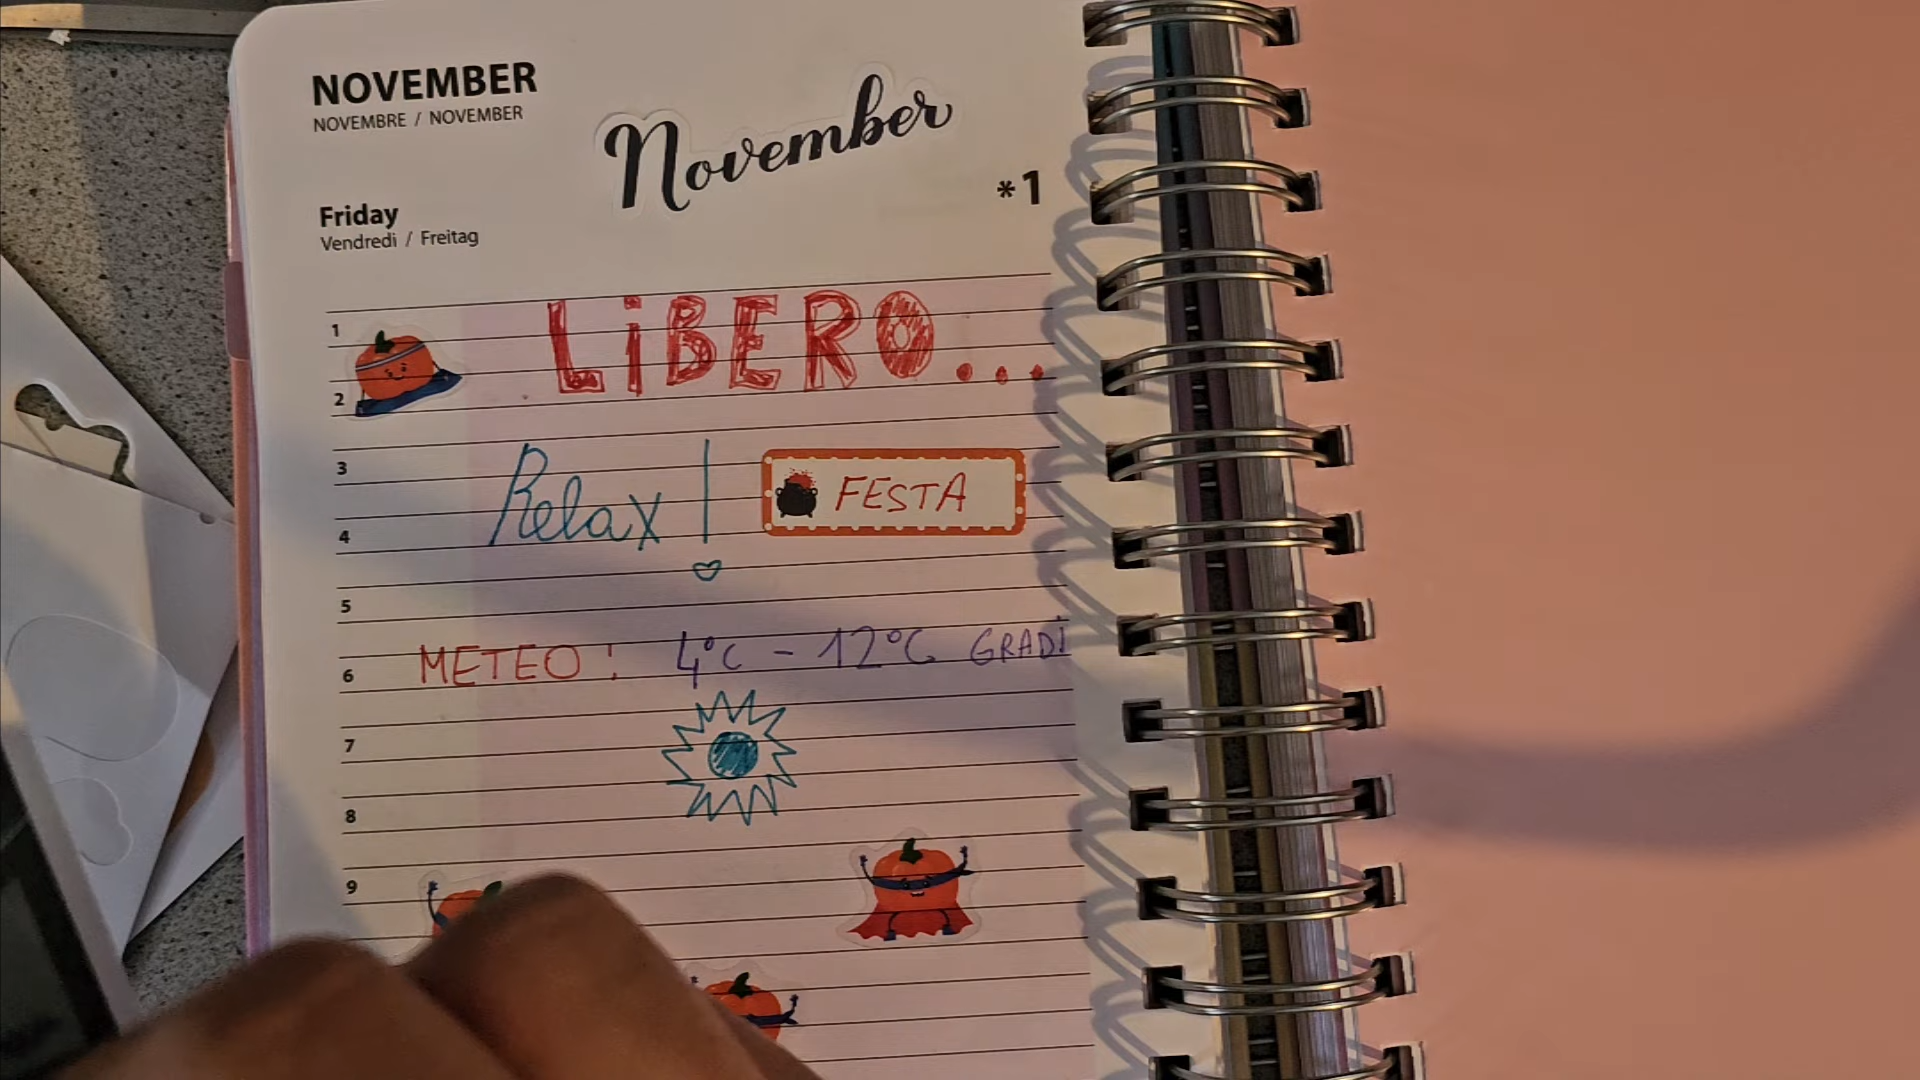 NOVEMBER
NOVEMBRE / NOVEMBER
November
*1
Friday
Vendredi / Freitag
1
LiBERO...
2
3
Relax! FESTA
4
5
6
METEO: 4°C - 12°C GRADi
7
8
9